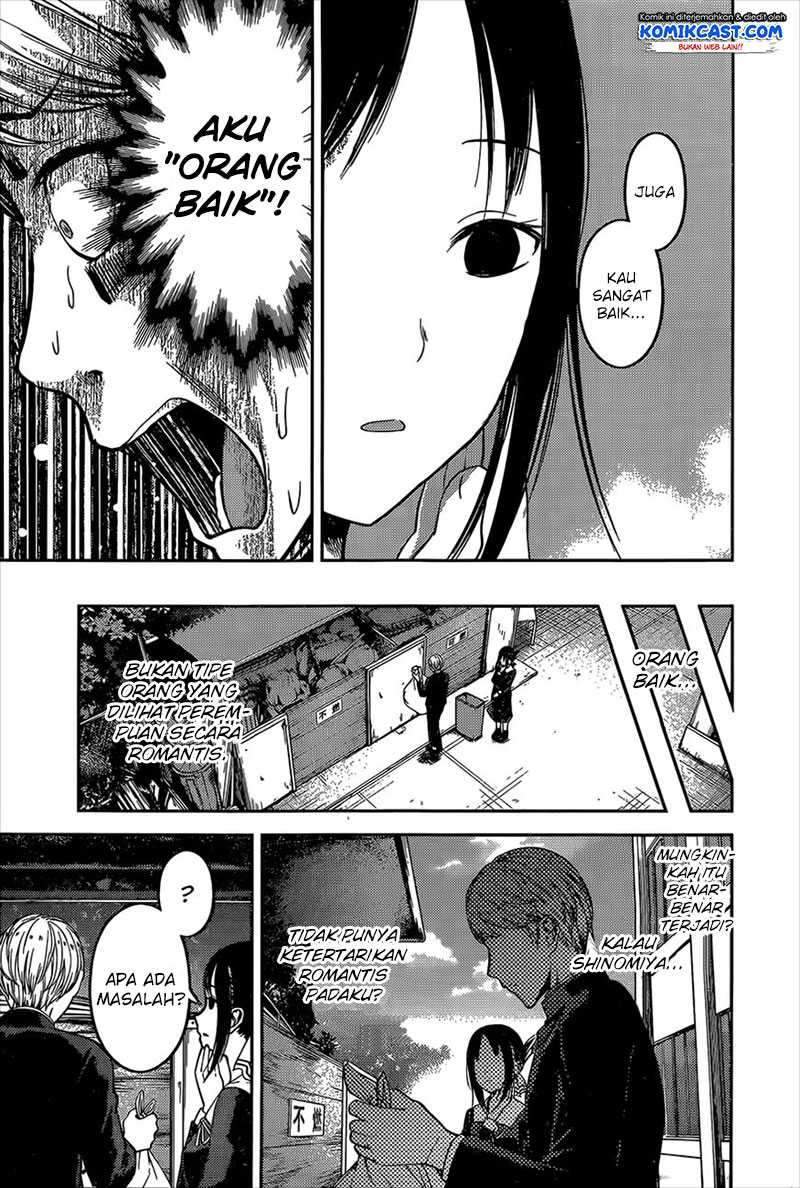 Komik ini diterjemahkan & diedit oleh
KOMIKCAST.COM
BUKAN WEB LAIN!!
JUGA
KAU
SANGAT
BAIK...
AKU
"ORANG
BAIK"!
ORANG
BAIK...
BUKAN TIPE
ORANG YANG
DILIHAT PEREM-
PUAN SECARA
ROMANTIS.
不燃
MUNGKIN-
KAH ITU
BENAR-
BENAR
TERJADI?
KALAU
SHINOMIYA...
TIDAK PUNYA
KETERTARIKAN
ROMANTIS
PADAKU?
不燃
?
APA ADA
MASALAH?